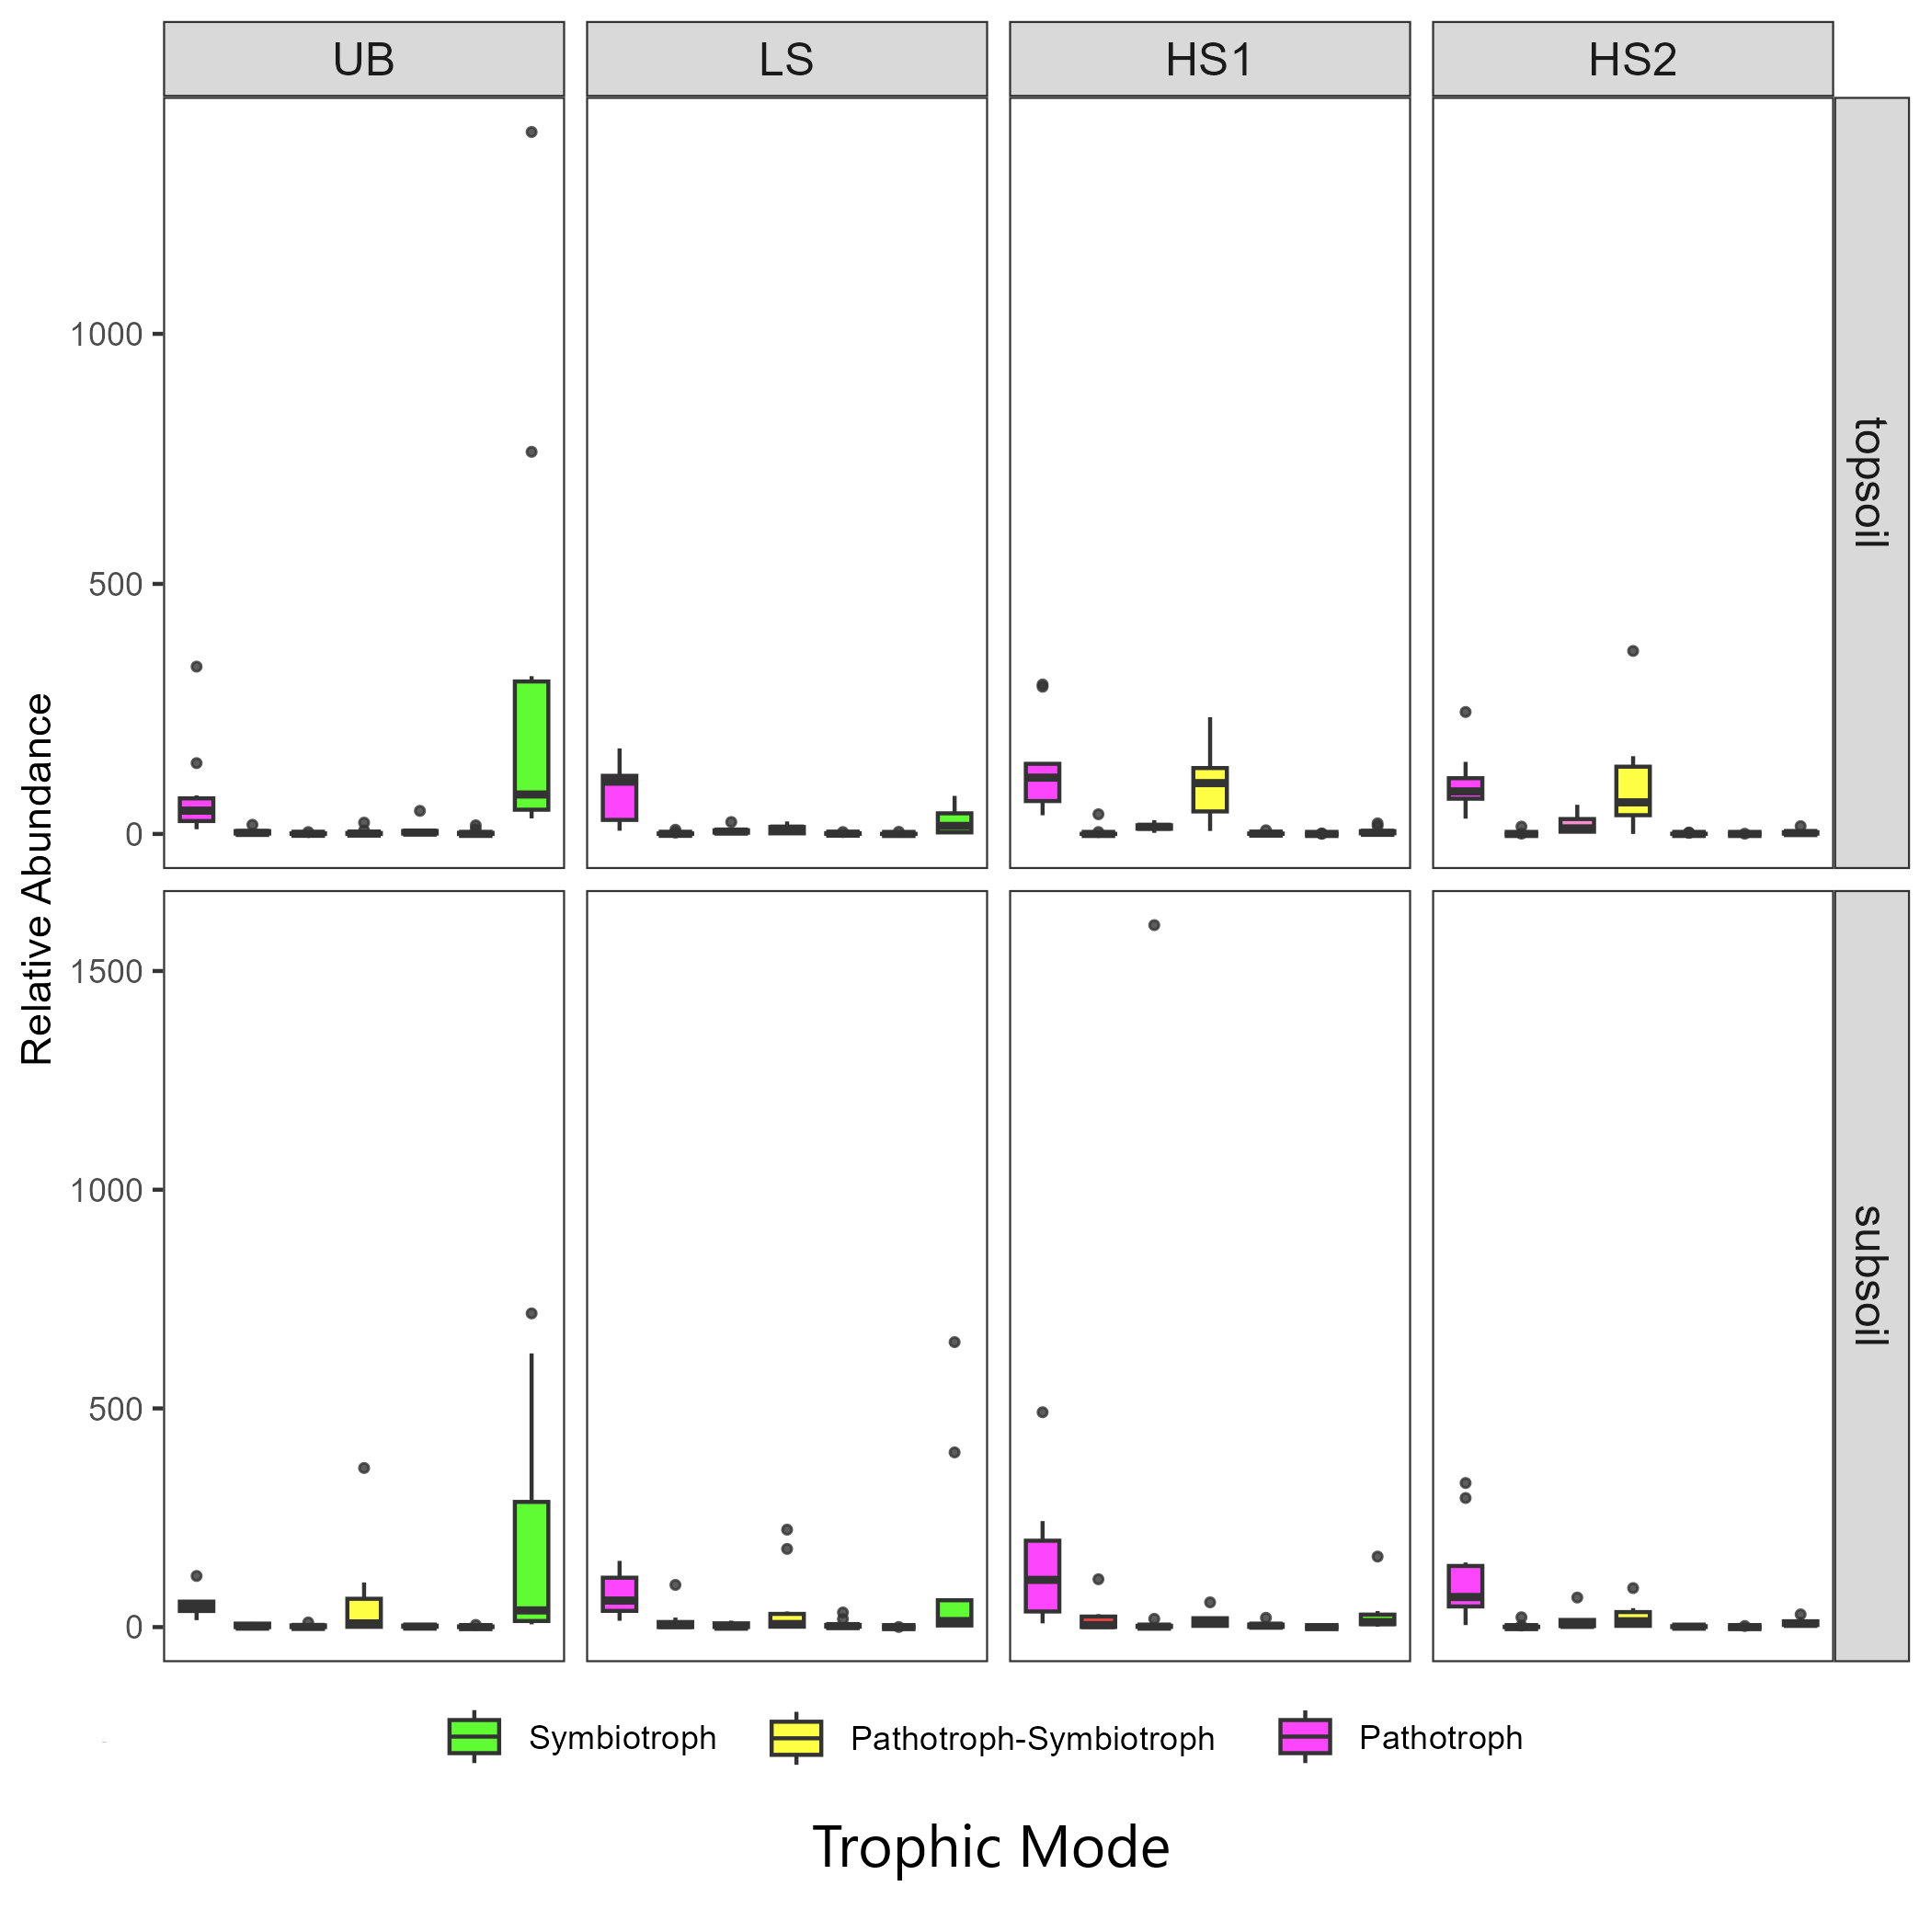 UB LS HS1 HS2
1000
500
0
topsoil
Relative Abundance
1500
1000
500
0
subsoil
Symbiotroph Pathotroph-Symbiotroph Pathotroph
Trophic Mode